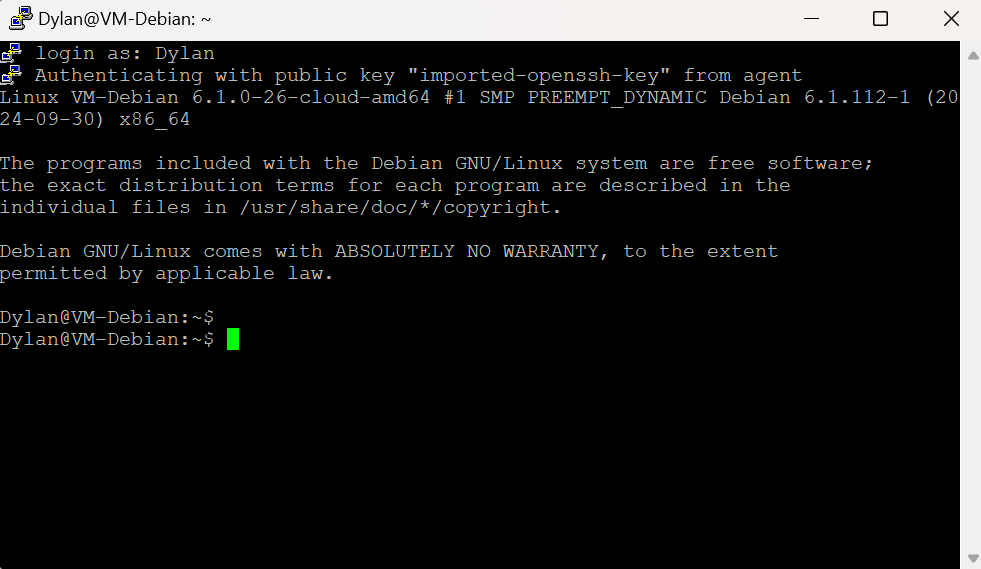 Dylan@VM-Debian: ~
login as: Dylan
Authenticating with public key "imported-openssh-key" from agent
Linux VM-Debian 6.1.0-26-cloud-amd64 #1 SMP PREEMPT_DYNAMIC Debian 6.1.112-1 (20
24-09-30) x86_64
The programs included with the Debian GNU/Linux system are free software;
the exact distribution terms for each program are described in the
individual files in /usr/share/doc/*/copyright.
Debian GNU/Linux comes with ABSOLUTELY NO WARRANTY, to the extent
permitted by applicable law.
Dylan@VM-Debian:~$
Dylan@VM-Debian:~$